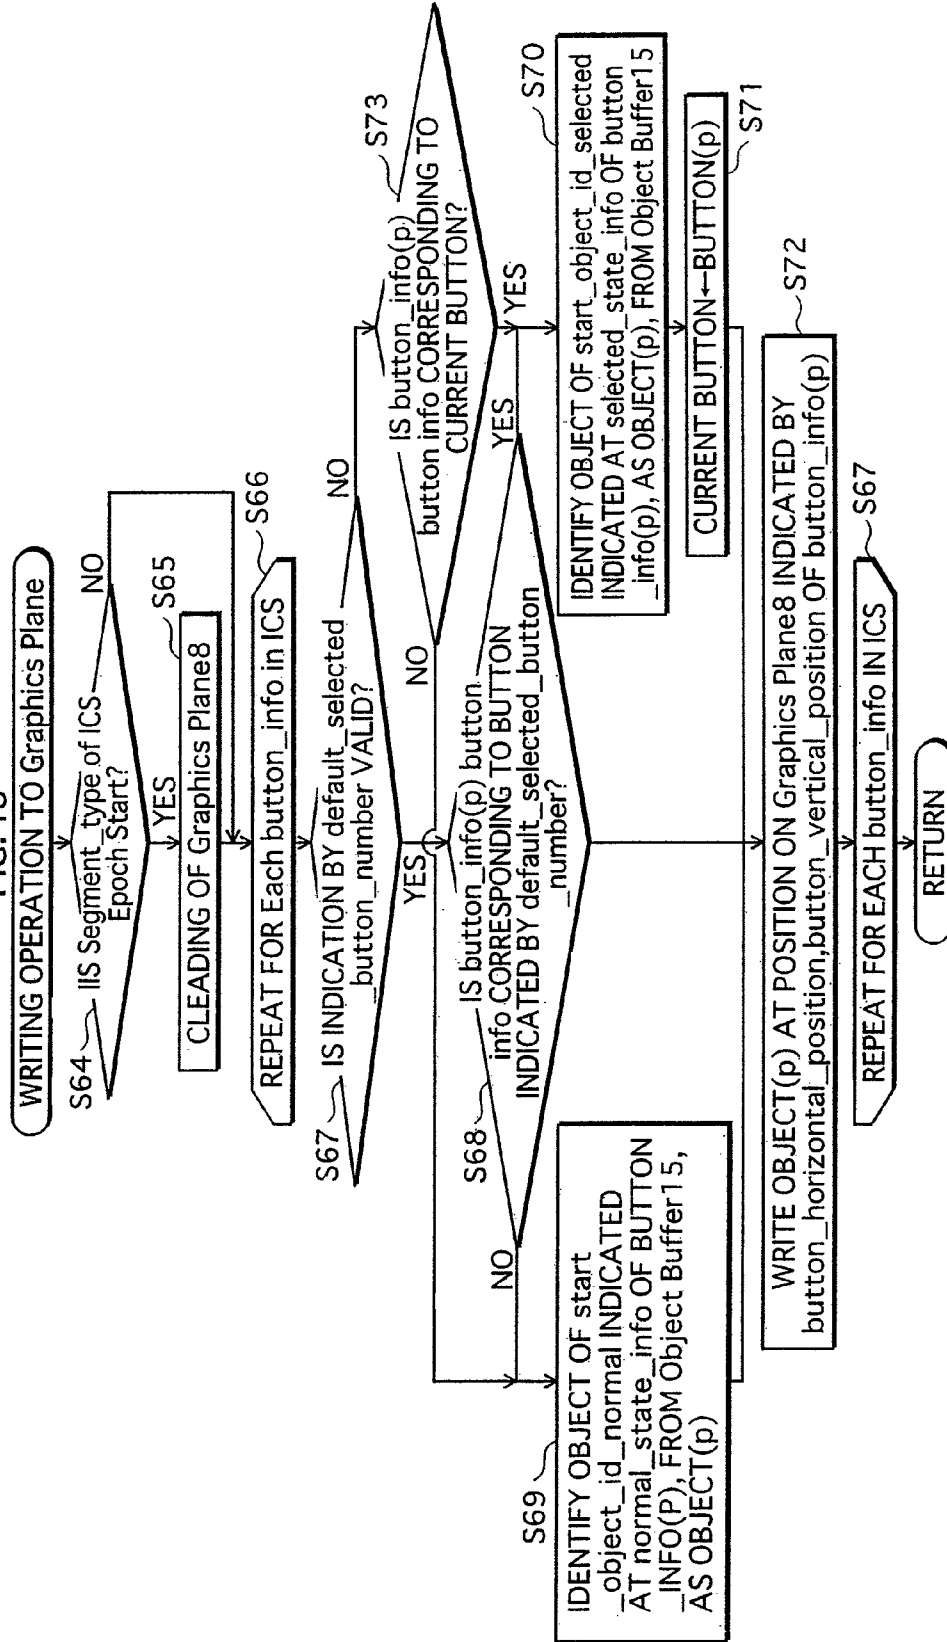 WRITING OPERATION TO Graphics Plane
S64
IIS Segment_type of ICS
Epoch Start?
NO
YES
S65
CLEADING OF Graphics Plane8
S66
REPEAT FOR Each button_info in ICS
S67
IS INDICATION BY default_selected
_button_number VALID?
NO
YES
S73
IS button_info(p)
button info CORRESPONDING TO
CURRENT BUTTON?
NO
YES
S68
IS button_info(p) button
info CORRESPONDING TO BUTTON
INDICATED BY default_selected_button
_number?
NO
YES
S69
IDENTIFY OBJECT OF start
_object_id_normal INDICATED
AT normal_state_info OF BUTTON
_INFO(P), FROM Object Buffer15,
AS OBJECT(p)
S70
IDENTIFY OBJECT OF start_object_id_selected
INDICATED AT selected_state_info OF button
_info(p), AS OBJECT(p), FROM Object Buffer15
S71
CURRENT BUTTON←BUTTON(p)
S72
WRITE OBJECT(p) AT POSITION ON Graphics Plane8 INDICATED BY
button_horizontal_position,button_vertical_position OF button_info(p)
S67
REPEAT FOR EACH button_info IN ICS
RETURN